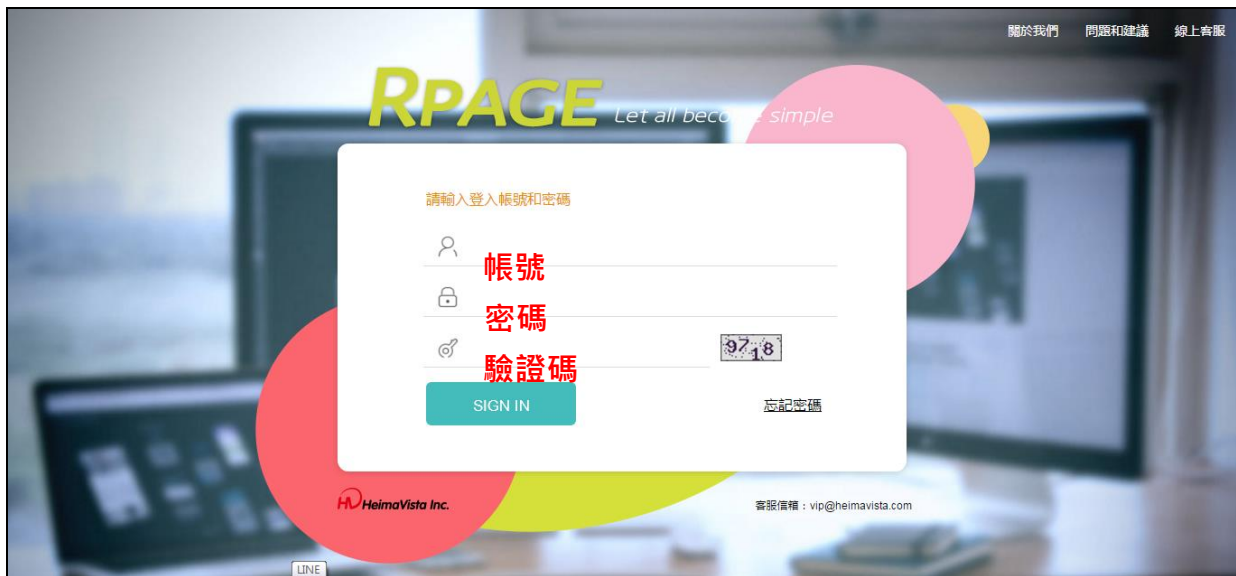 關於我們 問題和建議 線上客服
RPAGE Let all become simple
請輸入登入帳號和密碼
帳號
密碼
驗證碼
9718
SIGN IN 忘記密碼
HeimaVista Inc. 客服信箱：vip@heimavista.com
LINE